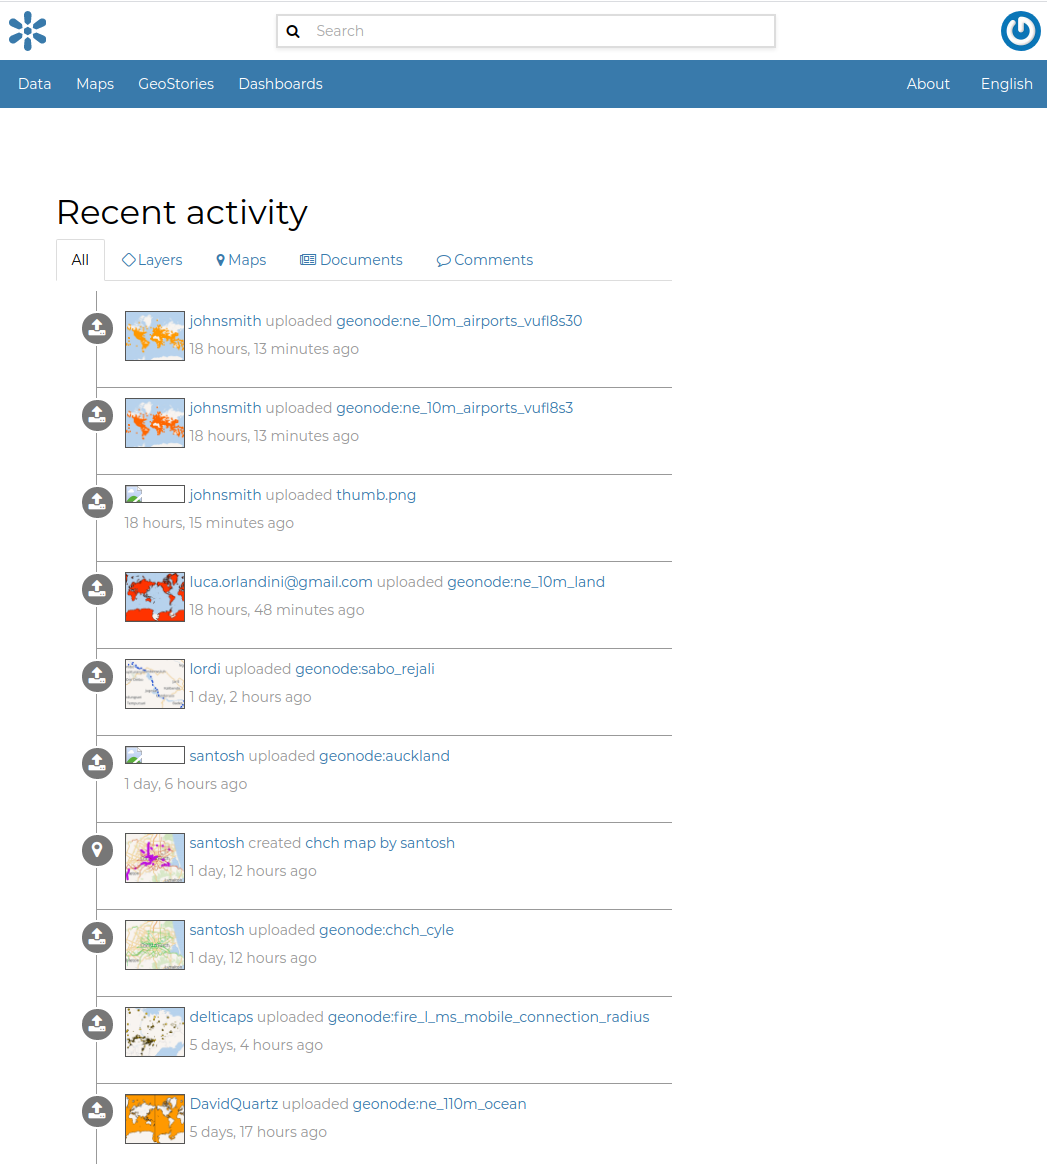 Search
Data Maps GeoStories Dashboards About English
Recent activity
All Layers Maps Documents Comments
johnsmith uploaded geonode:ne_10m_airports_vufl8s30
18 hours, 13 minutes ago
johnsmith uploaded geonode:ne_10m_airports_vufl8s3
18 hours, 13 minutes ago
johnsmith uploaded thumb.png
18 hours, 15 minutes ago
luca.orlandini@gmail.com uploaded geonode:ne_10m_land
18 hours, 48 minutes ago
lordi uploaded geonode:sabo_rejali
1 day, 2 hours ago
santosh uploaded geonode:auckland
1 day, 6 hours ago
santosh created chch map by santosh
1 day, 12 hours ago
santosh uploaded geonode:chch_cyle
1 day, 12 hours ago
delticaps uploaded geonode:fire_l_ms_mobile_connection_radius
5 days, 4 hours ago
DavidQuartz uploaded geonode:ne_110m_ocean
5 days, 17 hours ago